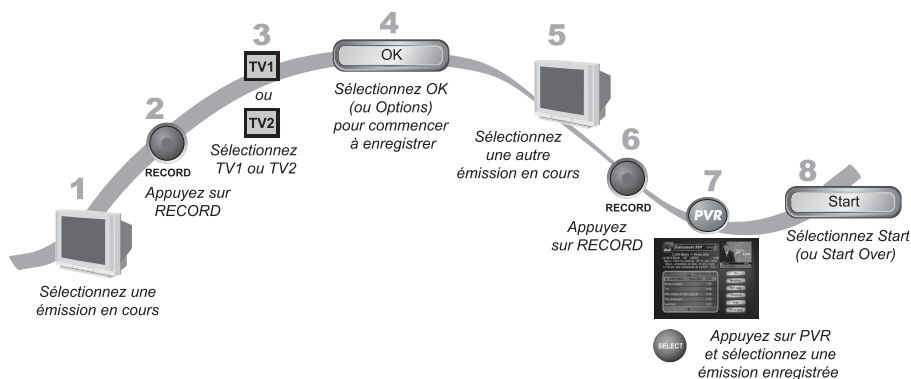 1
Sélectionnez une
émission en cours
2
RECORD
Appuyez sur
RECORD
3
TV1
ou
TV2
Sélectionnez
TV1 ou TV2
4
OK
Sélectionnez OK
(ou Options)
pour commencer
à enregistrer
5
Sélectionnez
une autre
émission en cours
6
RECORD
Appuyez
sur RECORD
7
PVR
SELECT
Appuyez sur PVR
et sélectionnez une
émission enregistrée
8
Start
Sélectionnez Start
(ou Start Over)